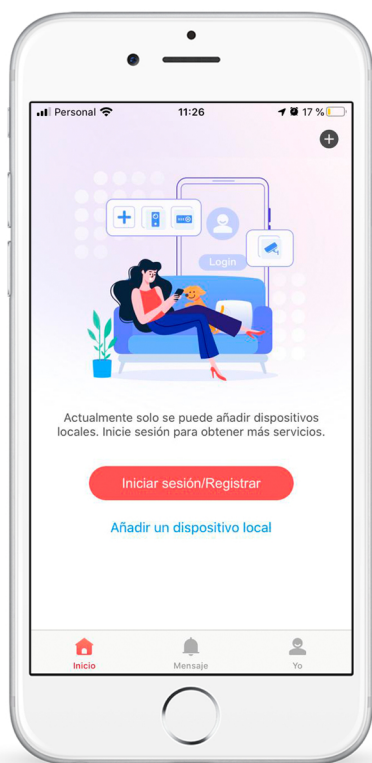 Personal
11:26
17 %
Login
Actualmente solo se puede añadir dispositivos
locales. Inicie sesión para obtener más servicios.
Iniciar sesión/Registrar
Añadir un dispositivo local
Inicio
Mensaje
Yo